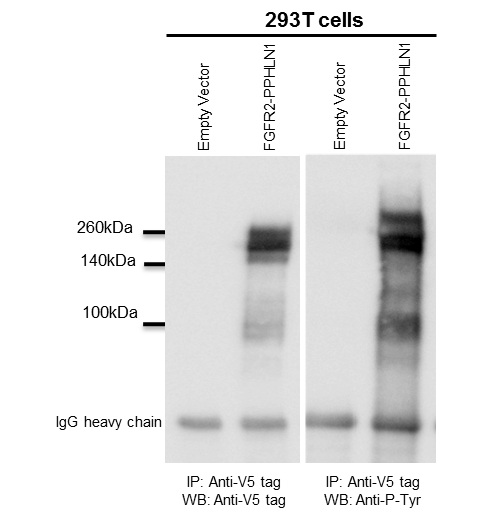 293T cells
Empty Vector
FGFR2-PPHLN1
Empty Vector
FGFR2-PPHLN1
260kDa
140kDa
100kDa
IgG heavy chain
IP: Anti-V5 tag
WB: Anti-V5 tag
IP: Anti-V5 tag
WB: Anti-P-Tyr